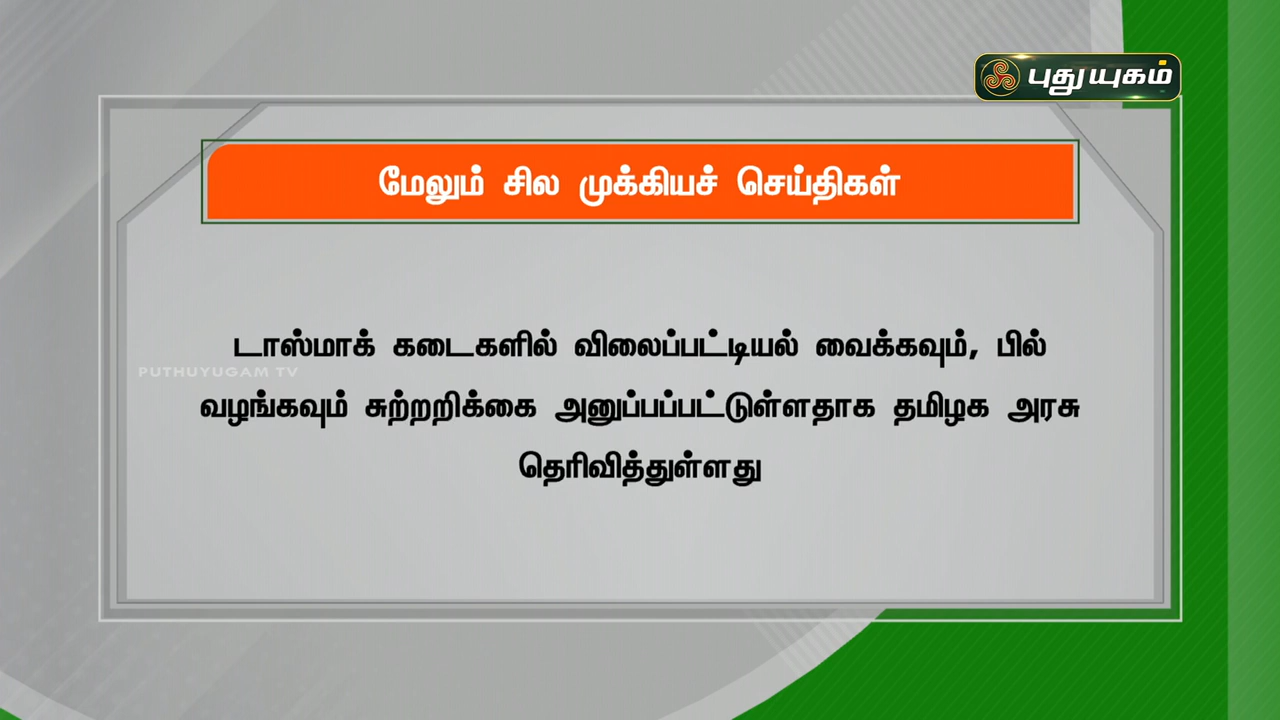 புதுயுகம்
மேலும் சில முக்கியச் செய்திகள்
டாஸ்மாக் கடைகளில் விலைப்பட்டியல் வைக்கவும், பில்
PUTHUYUGAM TV
வழங்கவும் சுற்றறிக்கை அனுப்பப்பட்டுள்ளதாக தமிழக அரசு
தெரிவித்துள்ளது